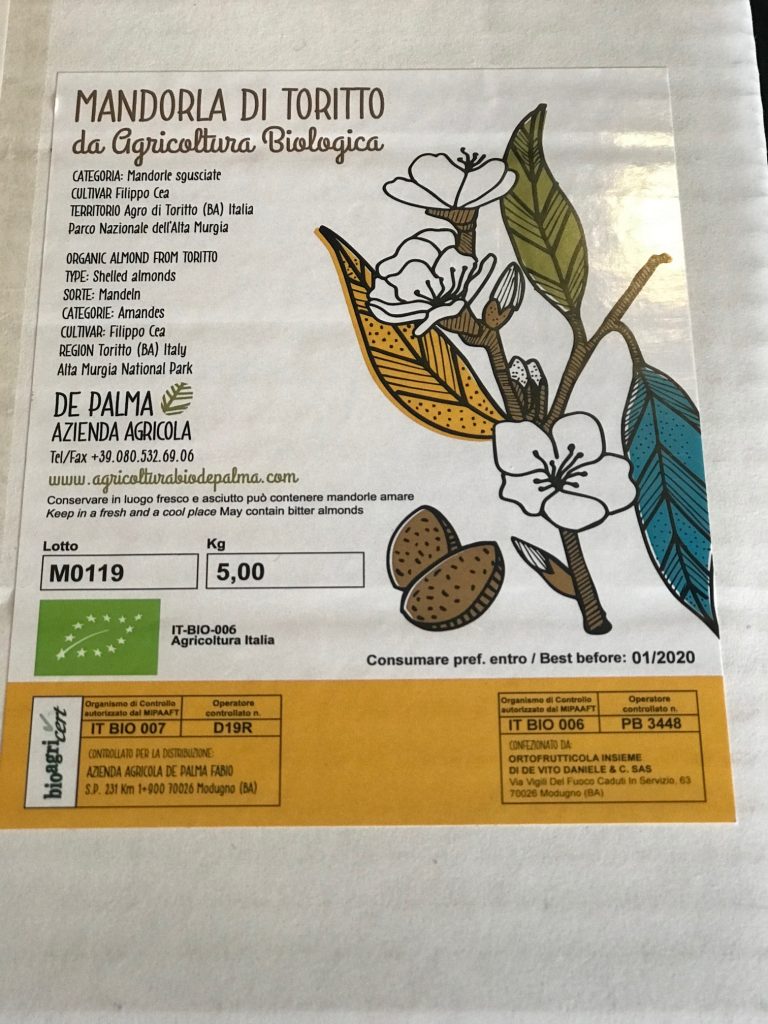 MANDORLA DI TORITTO
da Agricoltura Biologica
CATEGORIA: Mandorle sgusciate
CULTIVAR Filippo Cea
TERRITORIO Agro di Toritto (BA) Italia
Parco Nazionale dell'Alta Murgia
ORGANIC ALMOND FROM TORITTO
TYPE: Shelled almonds
SORTE: Mandeln
CATEGORIE: Amandes
CULTIVAR: Filippo Cea
REGION Toritto (BA) Italy
Alta Murgia National Park
DE PALMA
AZIENDA AGRICOLA
Tel/Fax +39.080.532.69.06
www.agricolturabiodepalma.com
Conservare in luogo fresco e asciutto può contenere mandorle amare
Keep in a fresh and a cool place May contain bitter almonds
Lotto
M0119
Kg
5,00
IT-BIO-006
Agricoltura Italia
Consumare pref. entro / Best before: 01/2020
bioagricert
Organismo di Controllo
autorizzato dal MIPAAFT
Operatore
controllato n.
IT BIO 007
D19R
CONTROLLATO PER LA DISTRIBUZIONE:
AZIENDA AGRICOLA DE PALMA FABIO
S.P. 231 Km 1+900 70026 Modugno (BA)
Organismo di Controllo
autorizzato dal MIPAAFT
Operatore
controllato n.
IT BIO 006
PB 3448
CONFEZIONATO DA:
ORTOFRUTTICOLA INSIEME
DI DE VITO DANIELE & C. SAS
Via Vigili Del Fuoco Caduti In Servizio, 63
70026 Modugno (BA)